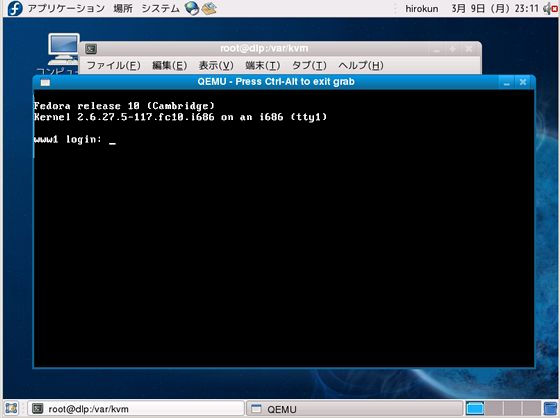 アプリケーション 場所 システム hirokun 3月 9日 (月) 23:11
コンピュー
root@dlp:/var/kvm
ファイル(F) 編集(E) 表示(V) 端末(T) タブ(T) ヘルプ(H)
QEMU - Press Ctrl-Alt to exit grab
Fedora release 10 (Cambridge)
Kernel 2.6.27.5-117.fc10.i686 on an i686 (tty1)
www1 login: _
root@dlp:/var/kvm QEMU